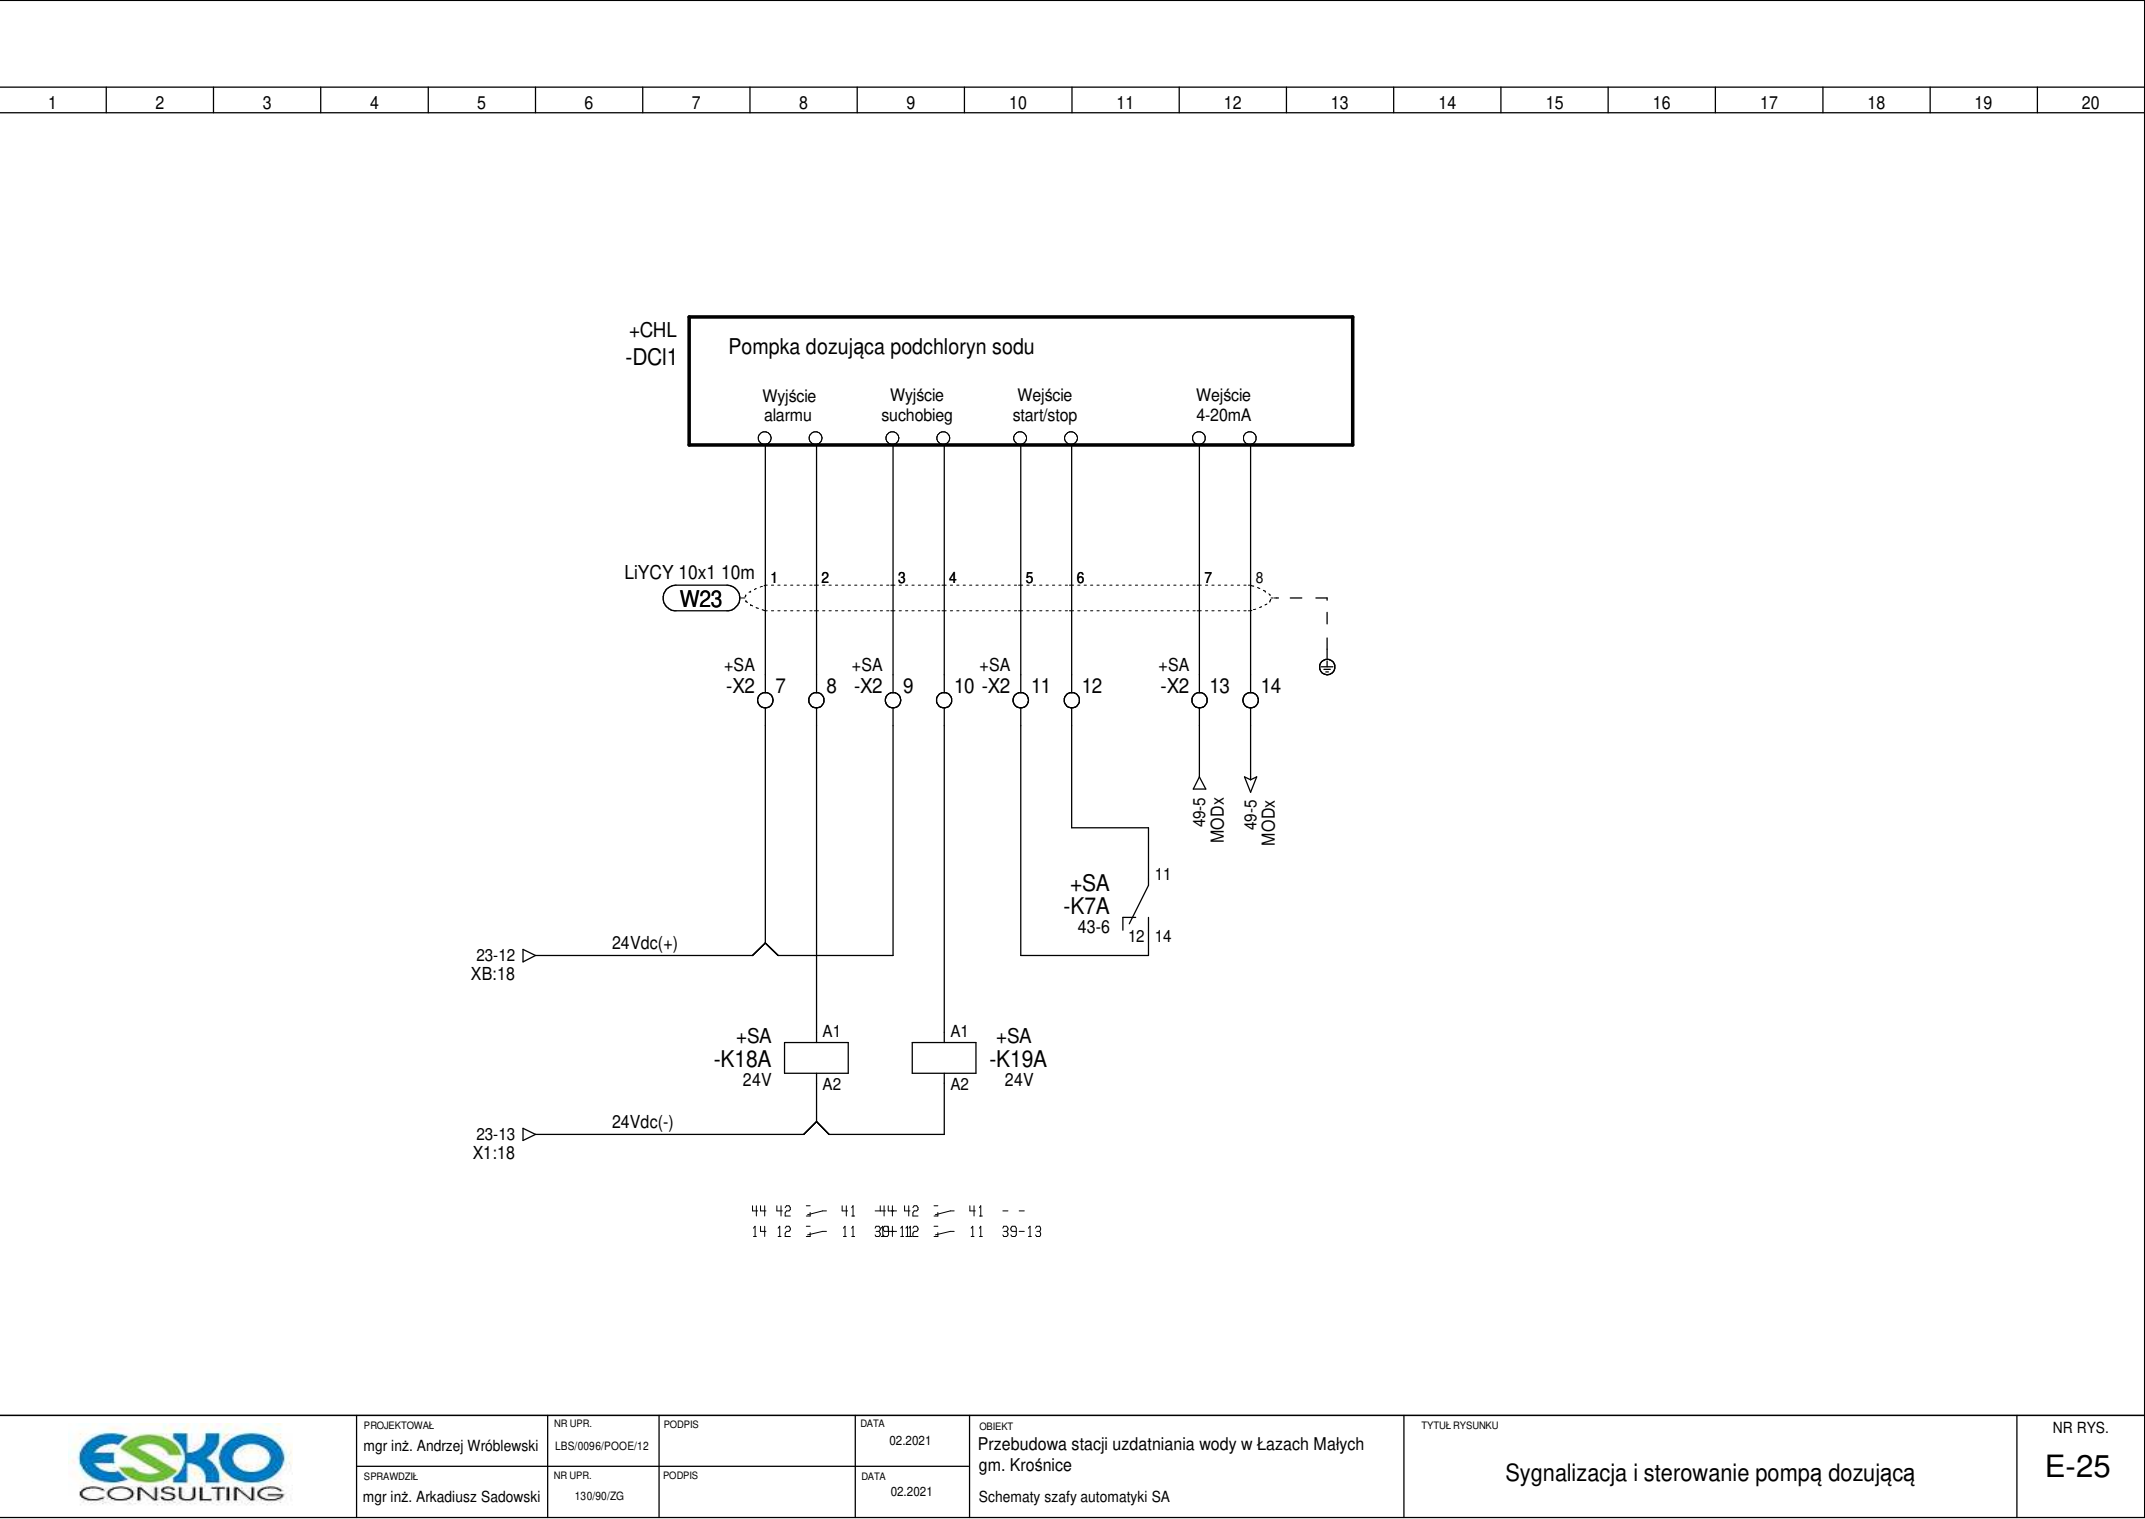 1 2 3 4 5 6 7 8 9 10 11 12 13 14 15 16 17 18 19 20
+CHL
-DCl1
Pompka dozująca podchloryn sodu
Wyjście Wyjście Wejście Wejście
alarmu suchobieg start/stop 4-20mA
LiYCY 10x1 10m
1 2 3 4 5 6 7 8
W23
+SA +SA +SA +SA
-X2 7 8 -X2 9 10 -X2 11 12 -X2 13 14
49-5
MODx
49-5
MODx
+SA
-K7A
43-6
11
12 14
24Vdc(+)
23-12
XB:18
+SA
-K18A
24V
A1
A2
A1
A2
+SA
-K19A
24V
24Vdc(-)
23-13
X1:18
44 42 41 44 42 41 - -
14 12 11 11 39-13
ESKO
CONSULTING
PROJEKTOWAŁ
mgr inż. Andrzej Wróblewski
NR UPR.
LBS/0096/POOE/12
PODPIS
DATA
02.2021
SPRAWDZIŁ
mgr inż. Arkadiusz Sadowski
NR UPR.
130/90/ZG
PODPIS
DATA
02.2021
OBIEKT
Przebudowa stacji uzdatniania wody w Łazach Małych
gm. Krośnice
Schematy szafy automatyki SA
TYTUŁ RYSUNKU
Sygnalizacja i sterowanie pompą dozującą
NR RYS.
E-25